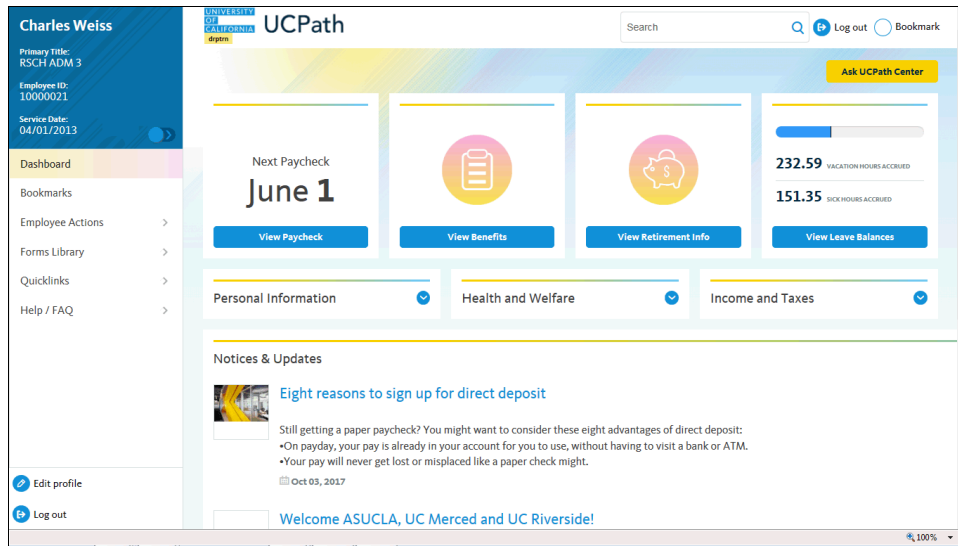 Charles Weiss
Primary Title:
RSCH ADM 3
Employee ID:
10000021
Service Date:
04/01/2013
Dashboard
Bookmarks
Employee Actions
Forms Library
Quicklinks
Help / FAQ
Edit profile
Log out
UNIVERSITY
OF
CALIFORNIA
drptrn
UCPath
Search
Log out
Bookmark
Ask UCPath Center
Next Paycheck
June 1
View Paycheck
View Benefits
$
View Retirement Info
232.59 VACATION HOURS ACCRUED
151.35 SICK HOURS ACCRUED
View Leave Balances
Personal Information
Health and Welfare
Income and Taxes
Notices & Updates
Eight reasons to sign up for direct deposit
Still getting a paper paycheck? You might want to consider these eight advantages of direct deposit:
•On payday, your pay is already in your account for you to use, without having to visit a bank or ATM.
•Your pay will never get lost or misplaced like a paper check might.
Oct 03, 2017
Welcome ASUCLA, UC Merced and UC Riverside!
100%